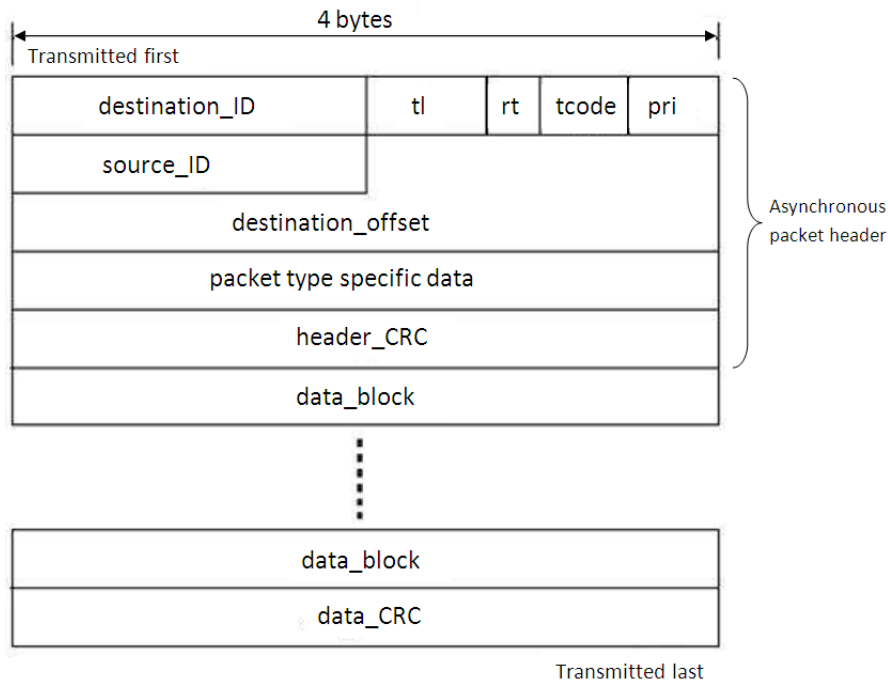 4 bytes
Transmitted first
destination_ID tl rt tcode pri
source_ID
destination_offset
Asynchronous
packet header
packet type specific data
header_CRC
data_block
data_block
data_CRC
Transmitted last